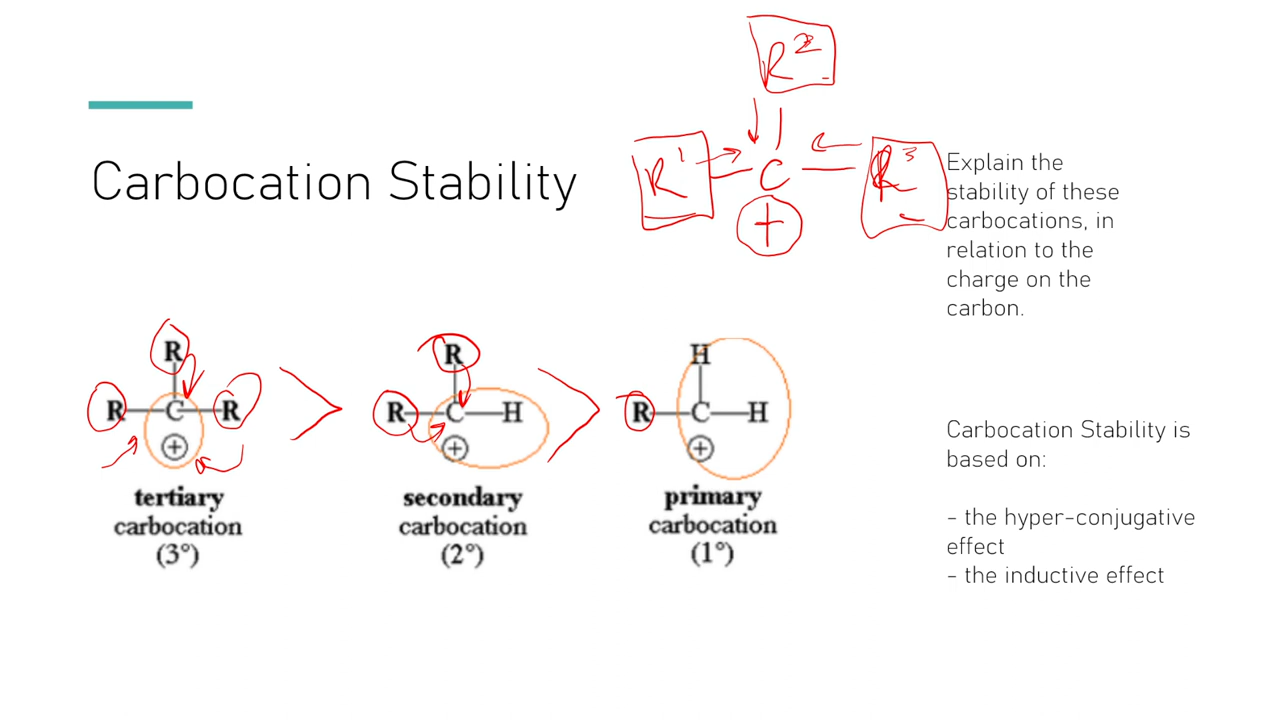 Carbocation Stability
R²
R¹
C
R³
+
Explain the
stability of these
carbocations, in
relation to the
charge on the
carbon.
R
R C R
+
tertiary
carbocation
(3°)
>
R
R C H
+
secondary
carbocation
(2°)
>
H
R C H
+
primary
carbocation
(1°)
Carbocation Stability is
based on:
- the hyper-conjugative
effect
- the inductive effect